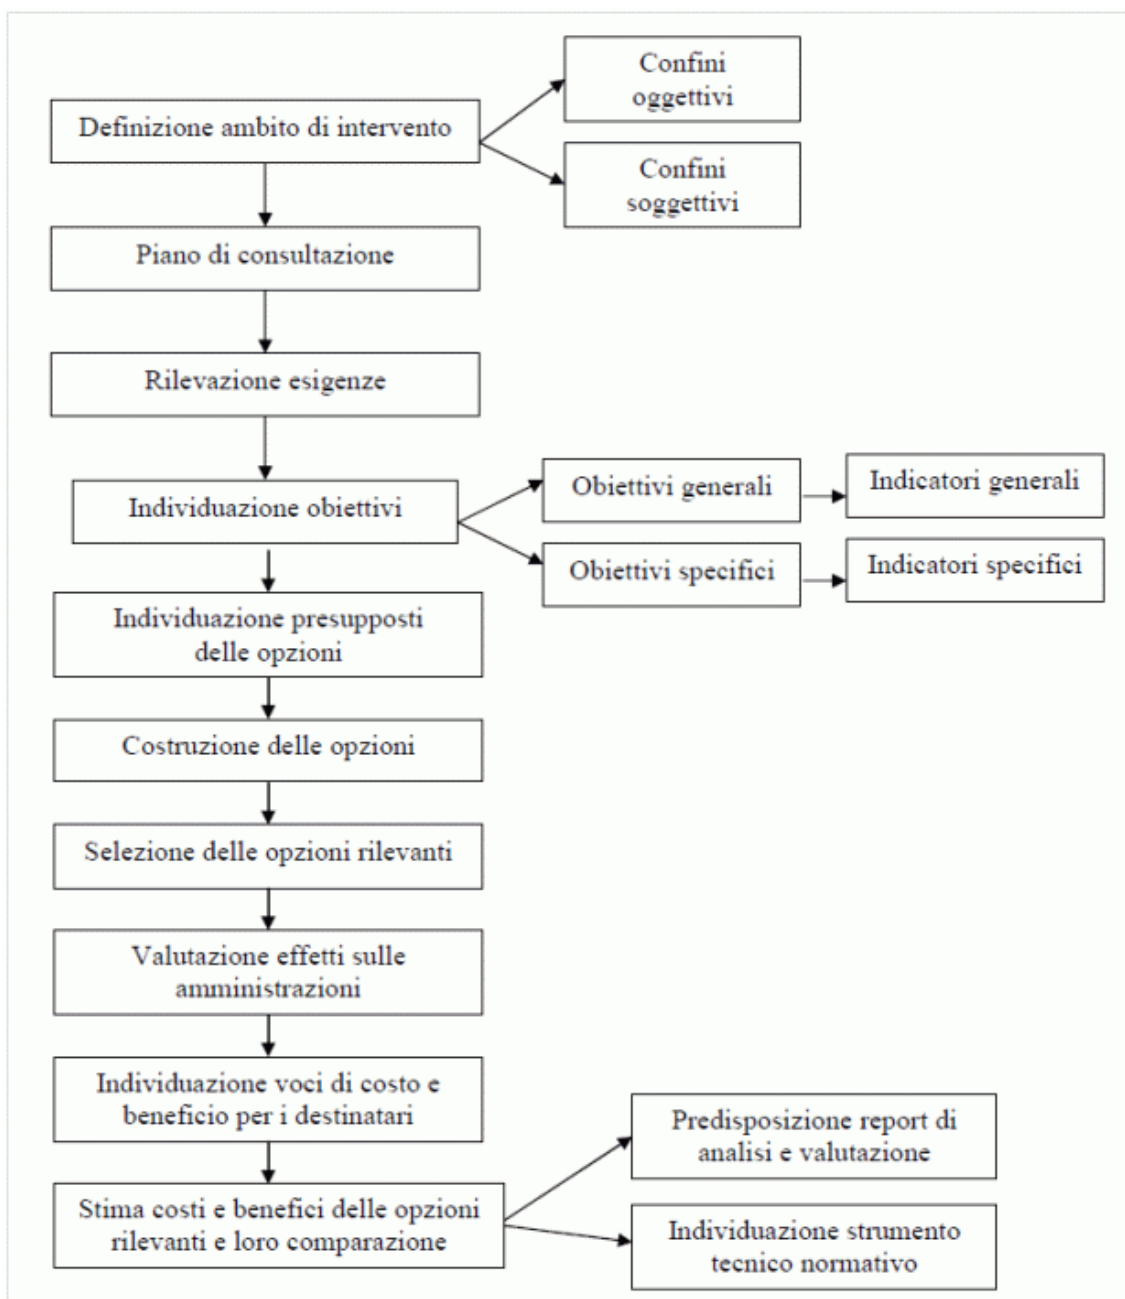 Confini
oggettivi
Definizione ambito di intervento
Confini
soggettivi
Piano di consultazione
Rilevazione esigenze
Individuazione obiettivi
Obiettivi generali
Indicatori generali
Obiettivi specifici
Indicatori specifici
Individuazione presupposti
delle opzioni
Costruzione delle opzioni
Selezione delle opzioni rilevanti
Valutazione effetti sulle
amministrazioni
Individuazione voci di costo e
beneficio per i destinatari
Stima costi e benefici delle opzioni
rilevanti e loro comparazione
Predisposizione report di
analisi e valutazione
Individuazione strumento
tecnico normativo